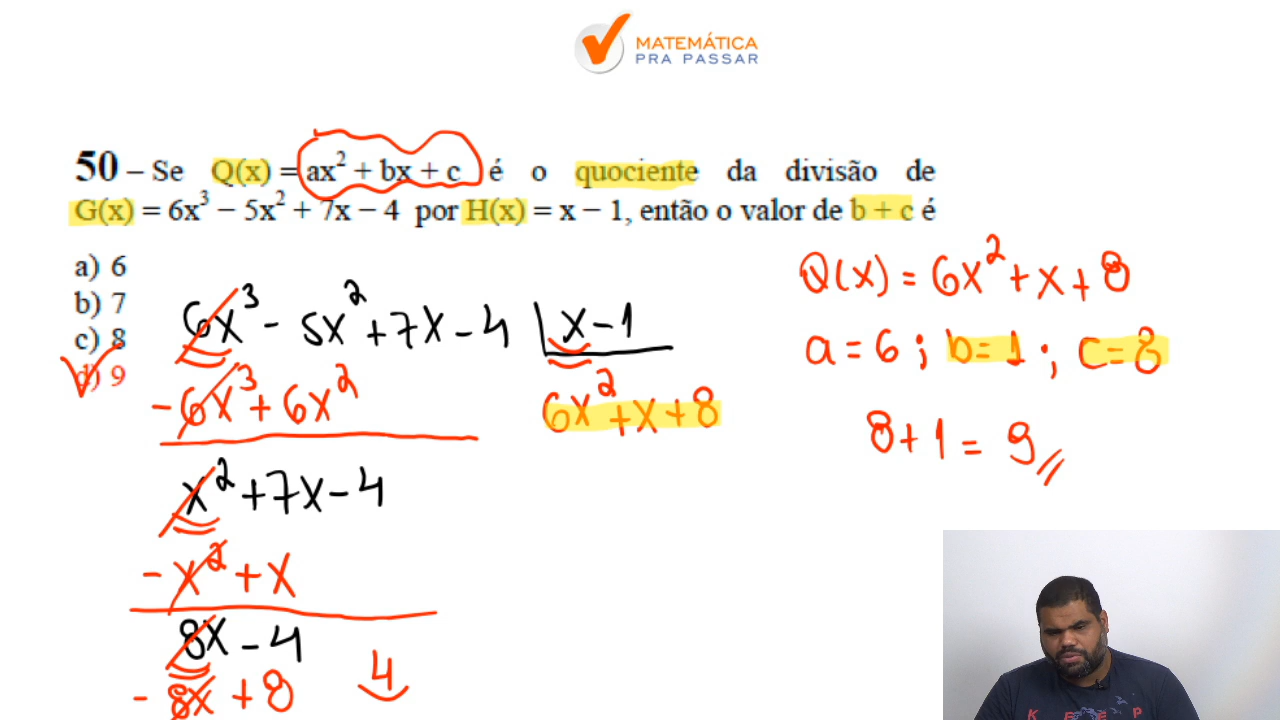 MATEMÁTICA
PRA PASSAR
50 – Se Q(x) = ax² + bx + c é o quociente da divisão de
G(x) = 6x³ – 5x² + 7x – 4 por H(x) = x – 1, então o valor de b + c é
a) 6
b) 7
c) 8
d) 9
6x³ - 5x² + 7x - 4 | x - 1
- 6x³ + 6x² 6x² + x + 8
x² + 7x - 4
- x² + x
8x - 4
- 8x + 8 4
Q(x) = 6x² + x + 8
a = 6 ; b = 1 ; c = 8
8 + 1 = 9 //